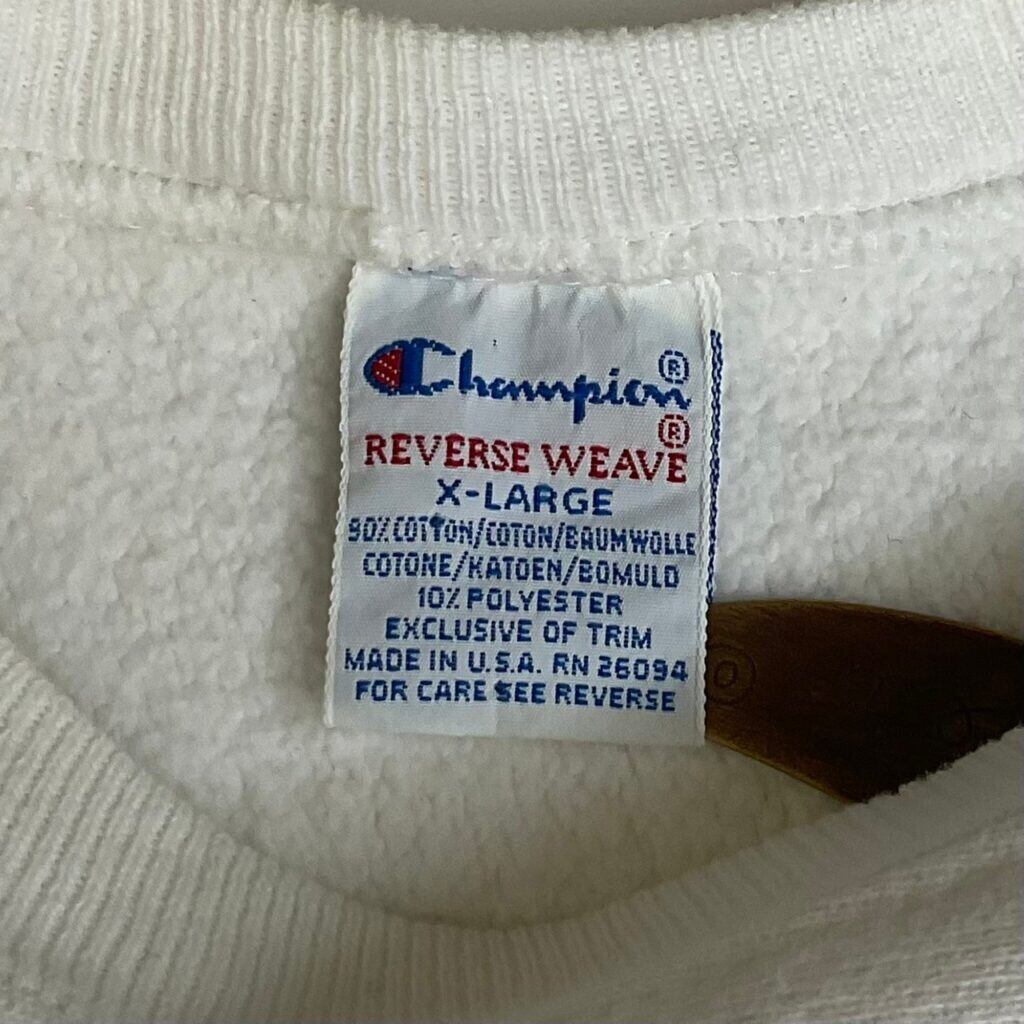 Champion®
REVERSE WEAVE®
X-LARGE
90% COTTON/COTON/BAUMWOLLE
COTONE/KATOEN/BOMULD
10% POLYESTER
EXCLUSIVE OF TRIM
MADE IN U.S.A. RN 26094
FOR CARE SEE REVERSE